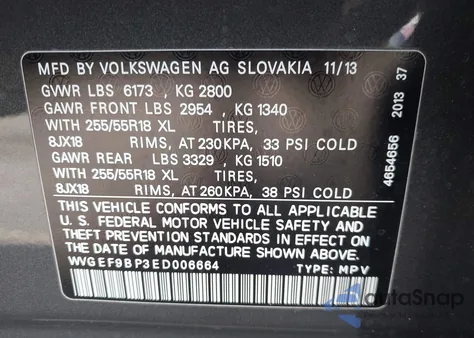 MFD BY VOLKSWAGEN AG SLOVAKIA 11/13
GVWR LBS 6173 , KG 2800
GAWR FRONT LBS 2954 , KG 1340
WITH 255/55R18 XL TIRES,
8JX18 RIMS, AT 230KPA, 33 PSI COLD
GAWR REAR LBS 3329 , KG 1510
WITH 255/55R18 XL TIRES,
8JX18 RIMS, AT 260KPA, 38 PSI COLD
THIS VEHICLE CONFORMS TO ALL APPLICABLE
U. S. FEDERAL MOTOR VEHICLE SAFETY AND
THEFT PREVENTION STANDARDS IN EFFECT ON
THE DATE OF MANUFACTURE SHOWN ABOVE.
WVGEF9BP3ED006664 TYPE: MPV
4654656 2013 37
AutaSnap